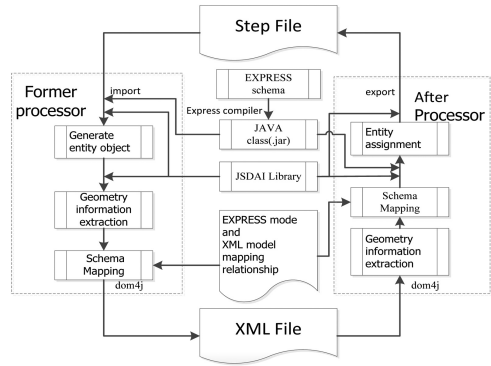 Step File
Former
processor
import
EXPRESS
schema
export
After
Processor
Express compiler
Generate
entity object
JAVA
class(.jar)
Entity
assignment
JSDAI Library
Geometry
information
extraction
EXPRESS mode
and
XML model
mapping
relationship
Schema
Mapping
Schema
Mapping
Geometry
information
extraction
dom4j
dom4j
XML File